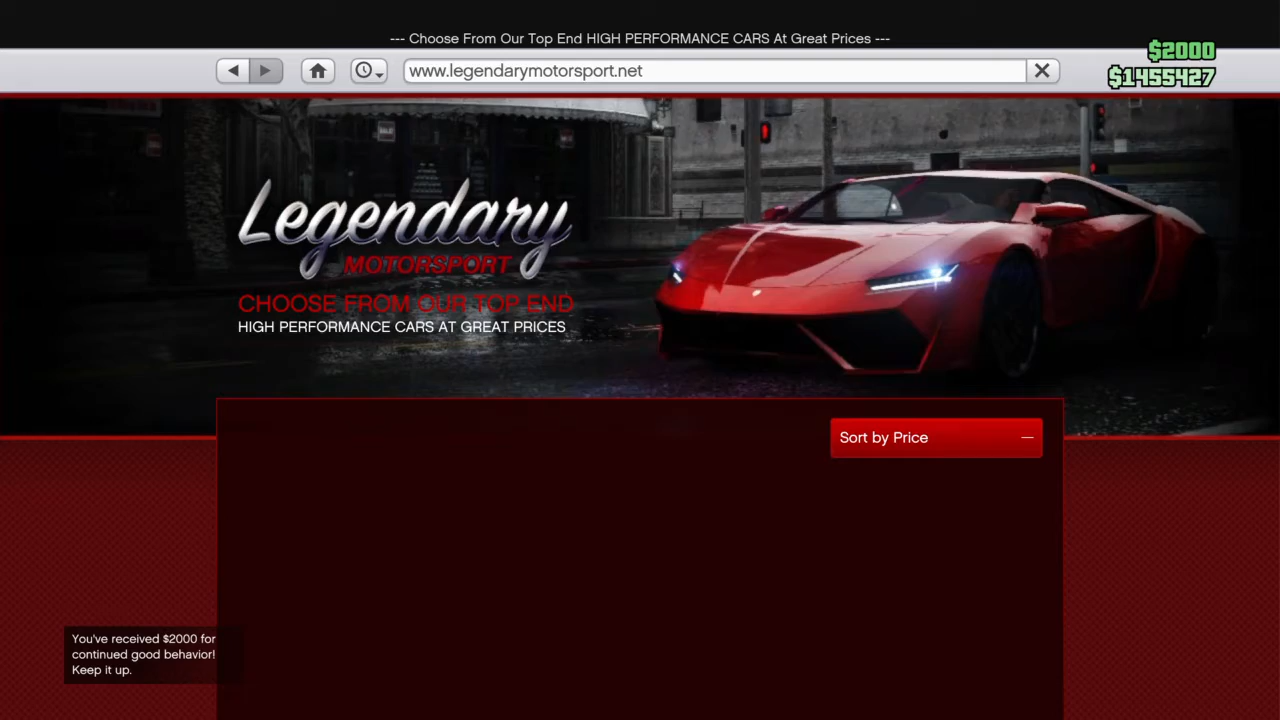 --- Choose From Our Top End HIGH PERFORMANCE CARS At Great Prices ---
$2000
www.legendarymotorsport.net
$1455427
Legendary
MOTORSPORT
CHOOSE FROM OUR TOP END
HIGH PERFORMANCE CARS AT GREAT PRICES
Sort by Price
You've received $2000 for
continued good behavior!
Keep it up.